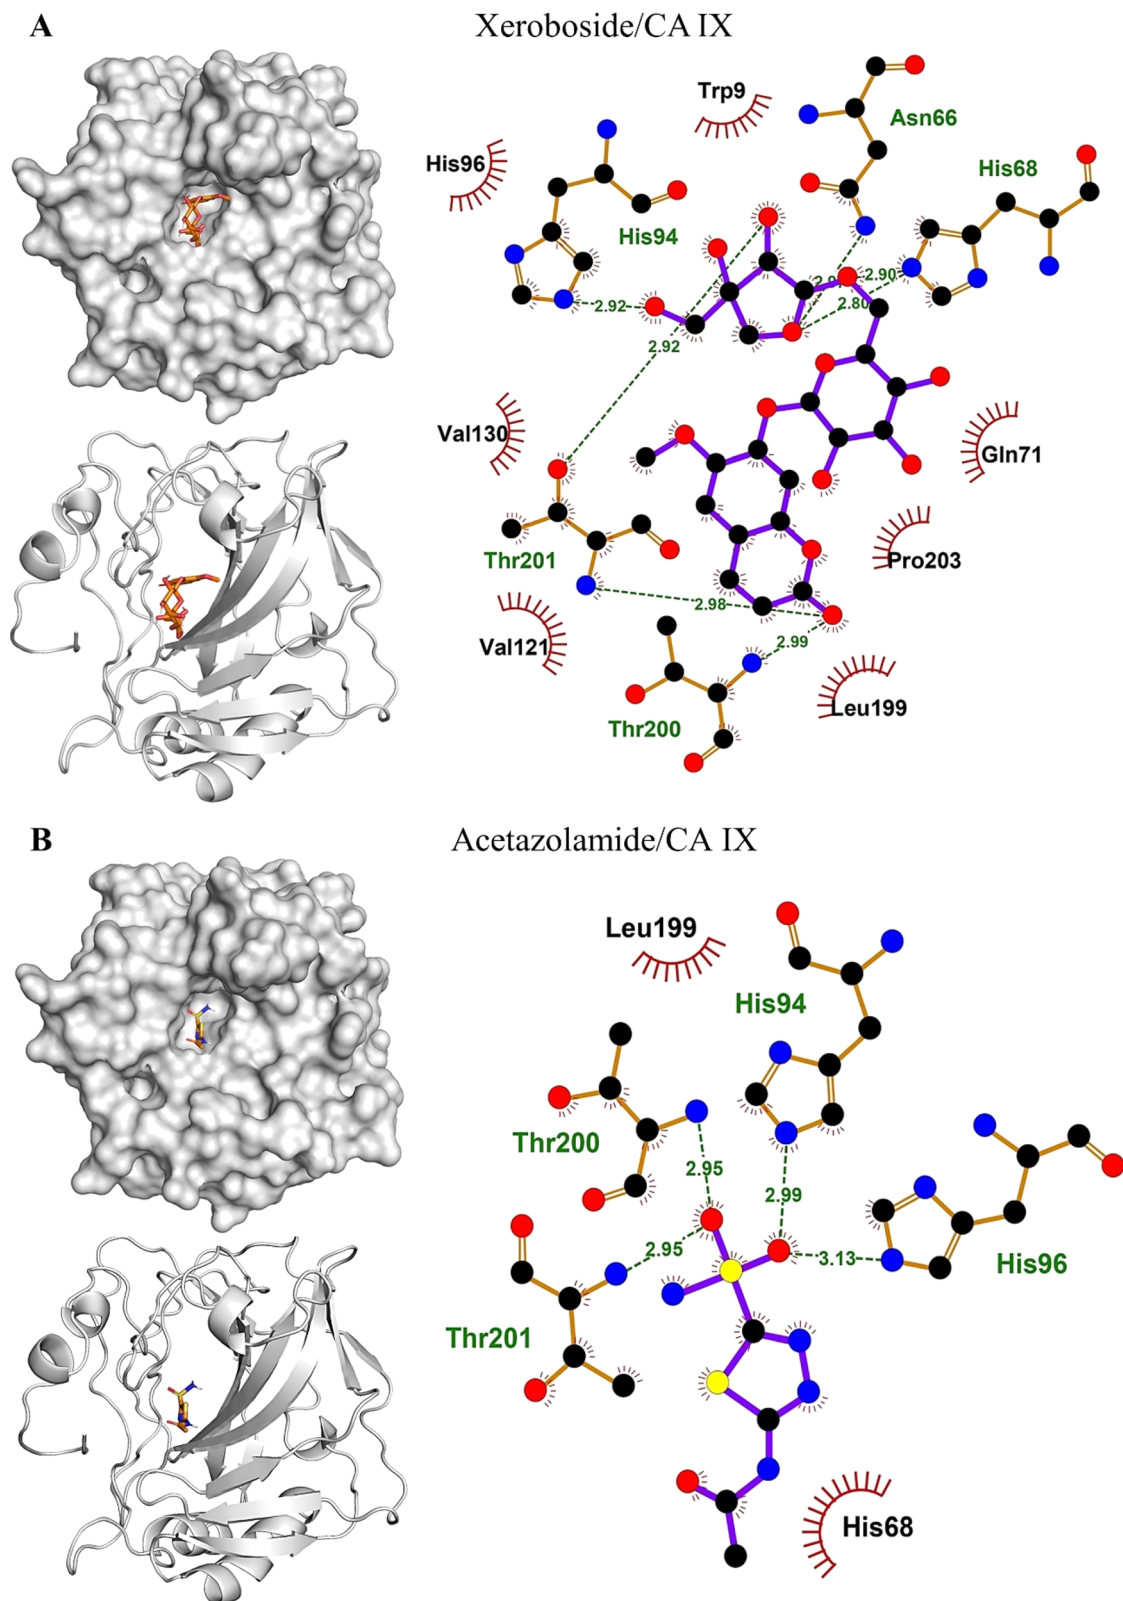 A
Xeroboside/CA IX
Trp9
Asn66
His96
His68
His94
2.90
2.92
2.80
2.92
Val130
Gln71
Thr201
Pro203
2.98
Val121
2.99
Leu199
Thr200
B
Acetazolamide/CA IX
Leu199
His94
Thr200
2.95
2.99
2.95
3.13
His96
Thr201
His68